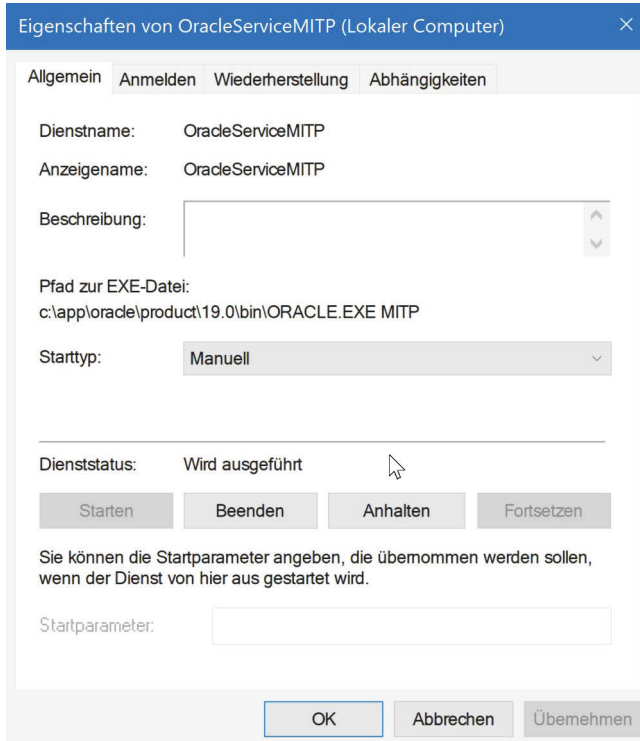 Eigenschaften von OracleServiceMITP (Lokaler Computer)
Allgemein Anmelden Wiederherstellung Abhängigkeiten
Dienstname: OracleServiceMITP
Anzeigename: OracleServiceMITP
Beschreibung:
Pfad zur EXE-Datei:
c:\app\oracle\product\19.0\bin\ORACLE.EXE MITP
Starttyp: Manuell
Dienststatus: Wird ausgeführt
Starten Beenden Anhalten Fortsetzen
Sie können die Startparameter angeben, die übernommen werden sollen,
wenn der Dienst von hier aus gestartet wird.
Startparameter:
OK Abbrechen Übernehmen